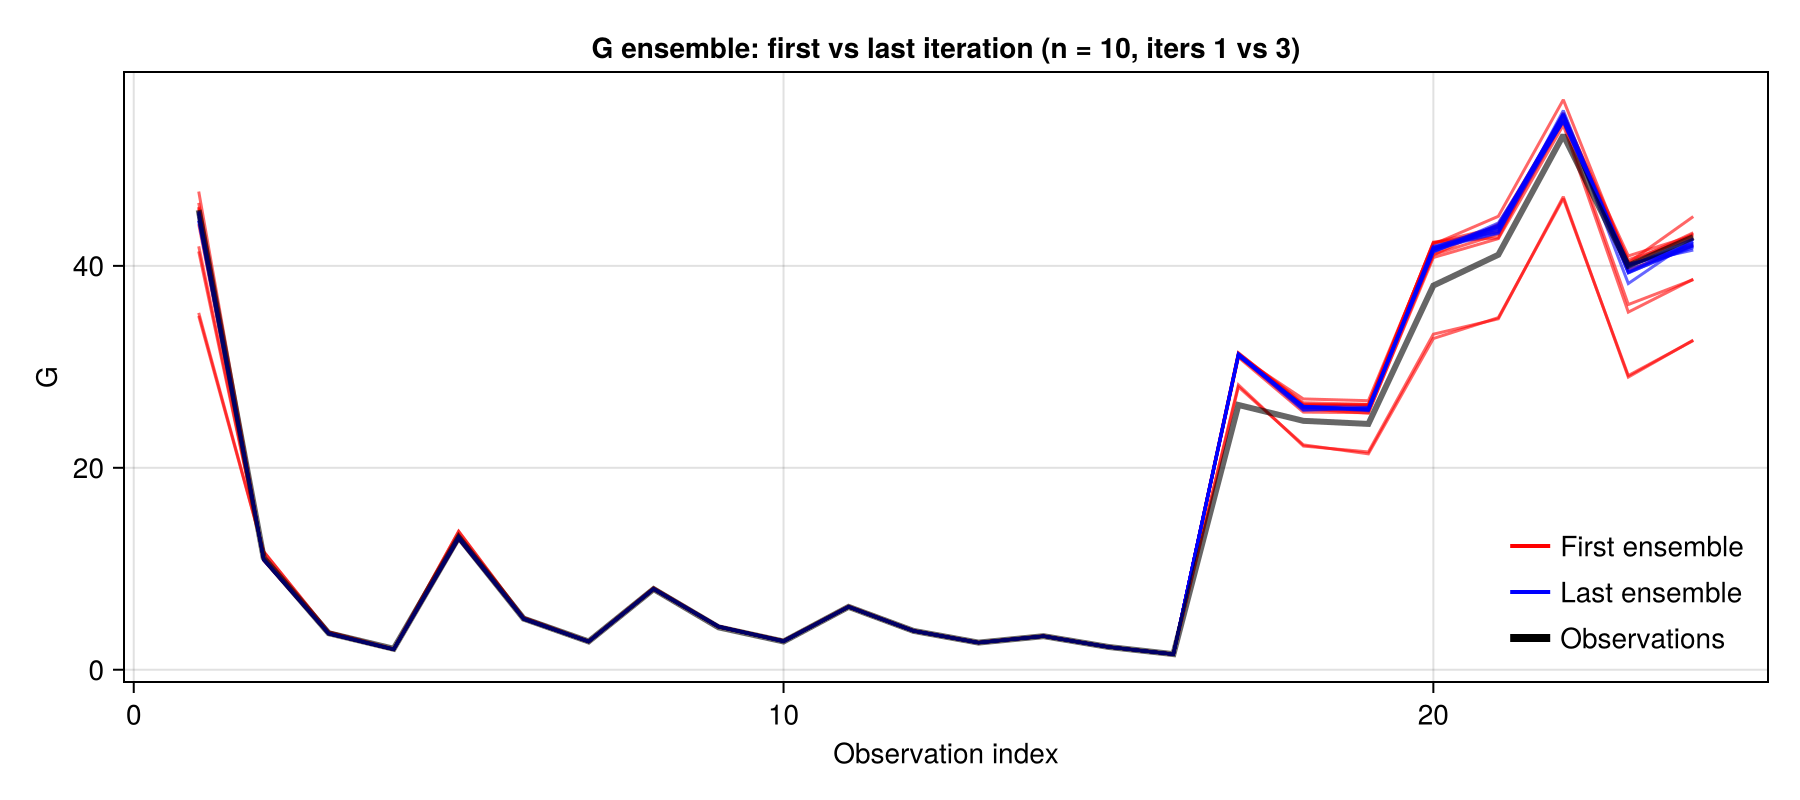 G ensemble: first vs last iteration (n = 10, iters 1 vs 3)
G
40
20
0
0
10
20
Observation index
First ensemble
Last ensemble
Observations